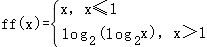 ff(x)={x, x⩽1
log₂(log₂x), x>1